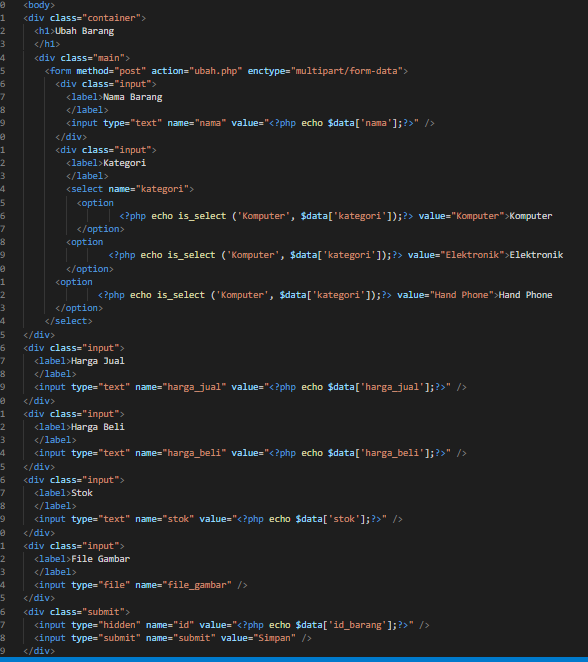 0 <body>
1 <div class="container">
2 <h1>Ubah Barang
3 </h1>
4 <div class="main">
5 <form method="post" action="ubah.php" enctype="multipart/form-data">
6 <div class="input">
7 <label>Nama Barang
8 </label>
9 <input type="text" name="nama" value="<?php echo $data['nama'];?>" />
0 </div>
1 <div class="input">
2 <label>Kategori
3 </label>
4 <select name="kategori">
5 <option
6 <?php echo is_select ('Komputer', $data['kategori']);?> value="Komputer">Komputer
7 </option>
8 <option
9 <?php echo is_select ('Komputer', $data['kategori']);?> value="Elektronik">Elektronik
0 </option>
1 <option
2 <?php echo is_select ('Komputer', $data['kategori']);?> value="Hand Phone">Hand Phone
3 </option>
4 </select>
5 </div>
6 <div class="input">
7 <label>Harga Jual
8 </label>
9 <input type="text" name="harga_jual" value="<?php echo $data['harga_jual'];?>" />
0 </div>
1 <div class="input">
2 <label>Harga Beli
3 </label>
4 <input type="text" name="harga_beli" value="<?php echo $data['harga_beli'];?>" />
5 </div>
6 <div class="input">
7 <label>Stok
8 </label>
9 <input type="text" name="stok" value="<?php echo $data['stok'];?>" />
0 </div>
1 <div class="input">
2 <label>File Gambar
3 </label>
4 <input type="file" name="file_gambar" />
5 </div>
6 <div class="submit">
7 <input type="hidden" name="id" value="<?php echo $data['id_barang'];?>" />
8 <input type="submit" name="submit" value="Simpan" />
9 </div>